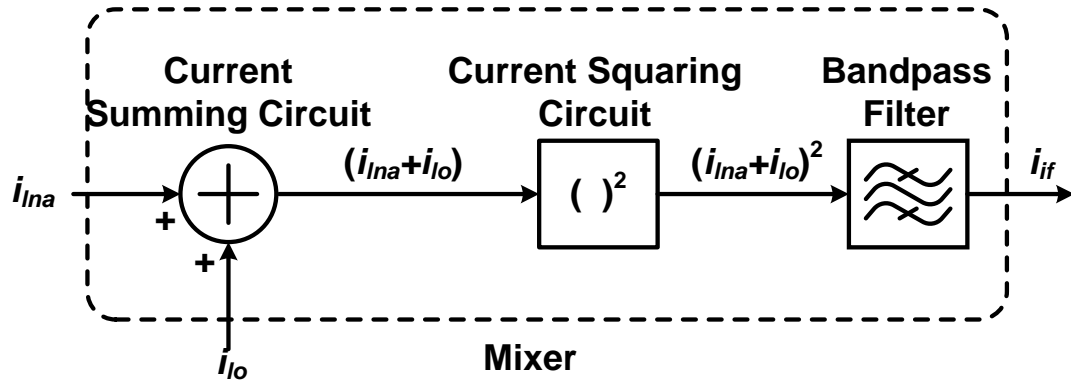 Current
Summing Circuit
Current Squaring
Circuit
Bandpass
Filter
i_lna
+
+
(i_lna+i_lo)
( )²
(i_lna+i_lo)²
i_if
i_lo
Mixer